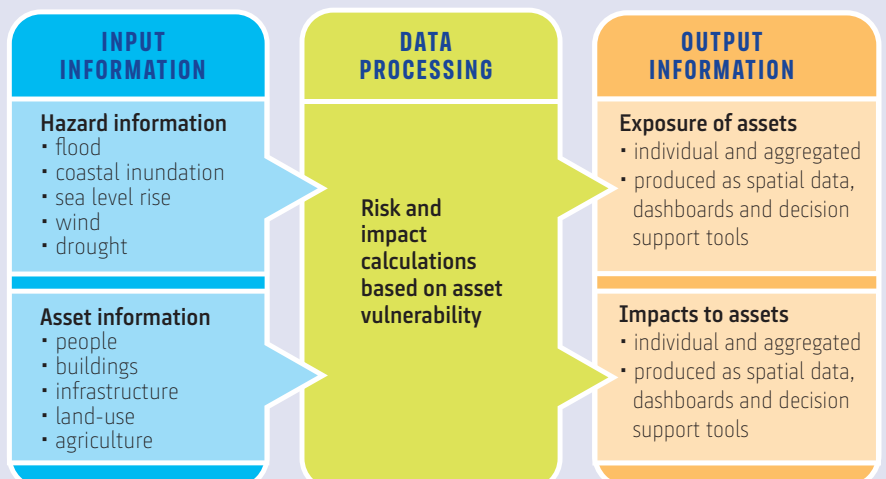 INPUT
INFORMATION
Hazard information
· flood
· coastal inundation
· sea level rise
· wind
· drought
Asset information
· people
· buildings
· infrastructure
· land-use
· agriculture
DATA
PROCESSING
Risk and
impact
calculations
based on asset
vulnerability
OUTPUT
INFORMATION
Exposure of assets
· individual and aggregated
· produced as spatial data,
dashboards and decision
support tools
Impacts to assets
· individual and aggregated
· produced as spatial data,
dashboards and decision
support tools